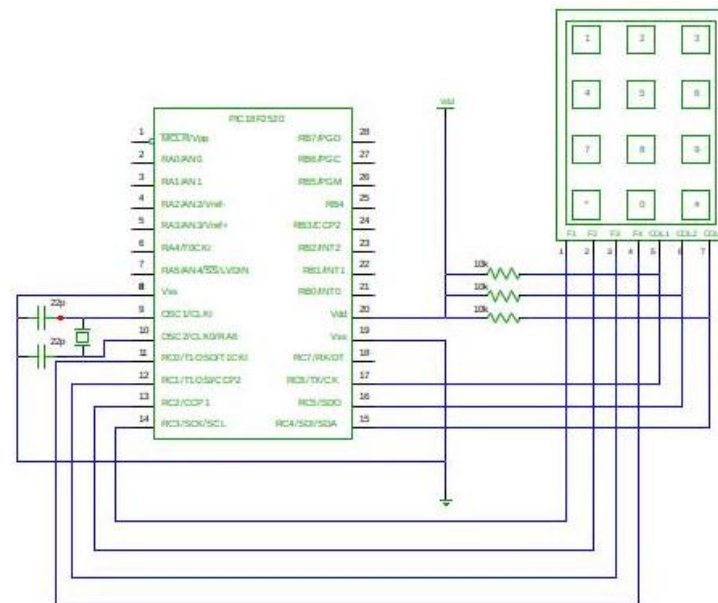 1 2 3
4 5 6
7 8 9
* 0 #
F1 F2 F3 F4 COL1 COL2 COL
1 2 3 4 5 6 7
Vdd
PIC18F2520
1 MCLR/Vpp RB7/PGD 28
2 RA0/AN0 RB6/PGC 27
3 RA1/AN1 RB5/PGM 26
4 RA2/AN2/Vref- RB4 25
5 RA3/AN3/Vref+ RB3/CCP2 24
6 RA4/T0CKI RB2/INT2 23
7 RA5/AN4/SS/LVDIN RB1/INT1 22
8 Vss RB0/INT0 21
9 OSC1/CLKI Vdd 20
10 OSC2/CLKO/RA6 Vss 19
11 RC0/T1OSO/T1CKI RC7/RX/DT 18
12 RC1/T1OSI/CCP2 RC6/TX/CK 17
13 RC2/CCP1 RC5/SDO 16
14 RC3/SCK/SCL RC4/SDI/SDA 15
22p
22p
10k
10k
10k